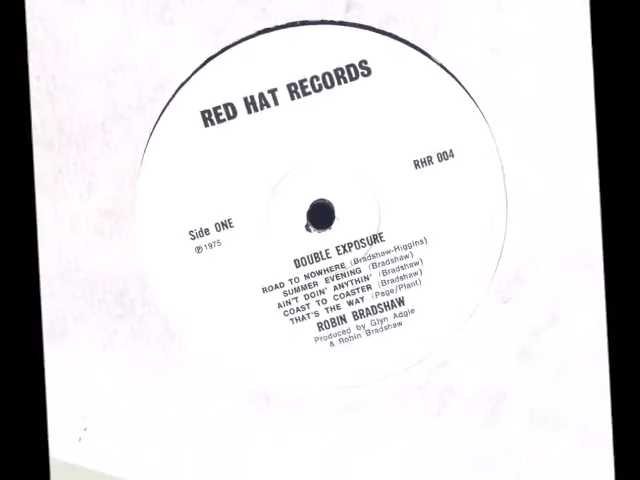 RED HAT RECORDS
RHR 004
Side ONE
℗ 1975
DOUBLE EXPOSURE
ROAD TO NOWHERE (Bradshaw-Higgins)
SUMMER EVENING (Bradshaw)
AIN'T DOIN' ANYTHIN' (Bradshaw)
COAST TO COASTER (Bradshaw)
THAT'S THE WAY (Page/Plant)
ROBIN BRADSHAW
Produced by Glyn Adgie
& Robin Bradshaw